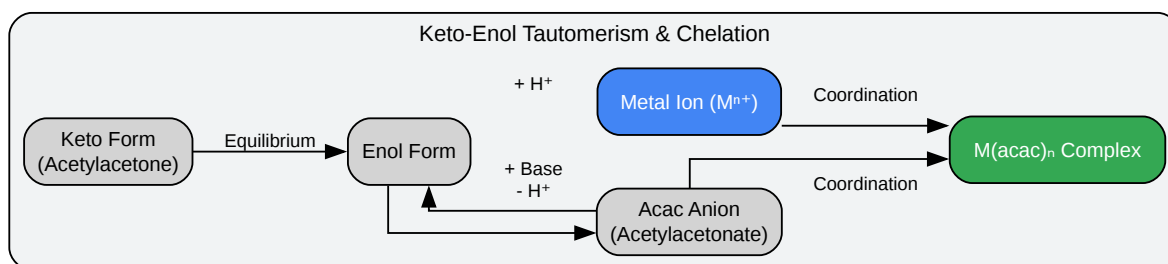 Keto-Enol Tautomerism & Chelation
+ H⁺
Metal Ion (Mⁿ⁺)
Coordination
Keto Form
(Acetylacetone)
Equilibrium
Enol Form
+ Base
- H⁺
M(acac)ₙ Complex
Coordination
Acac Anion
(Acetylacetonate)